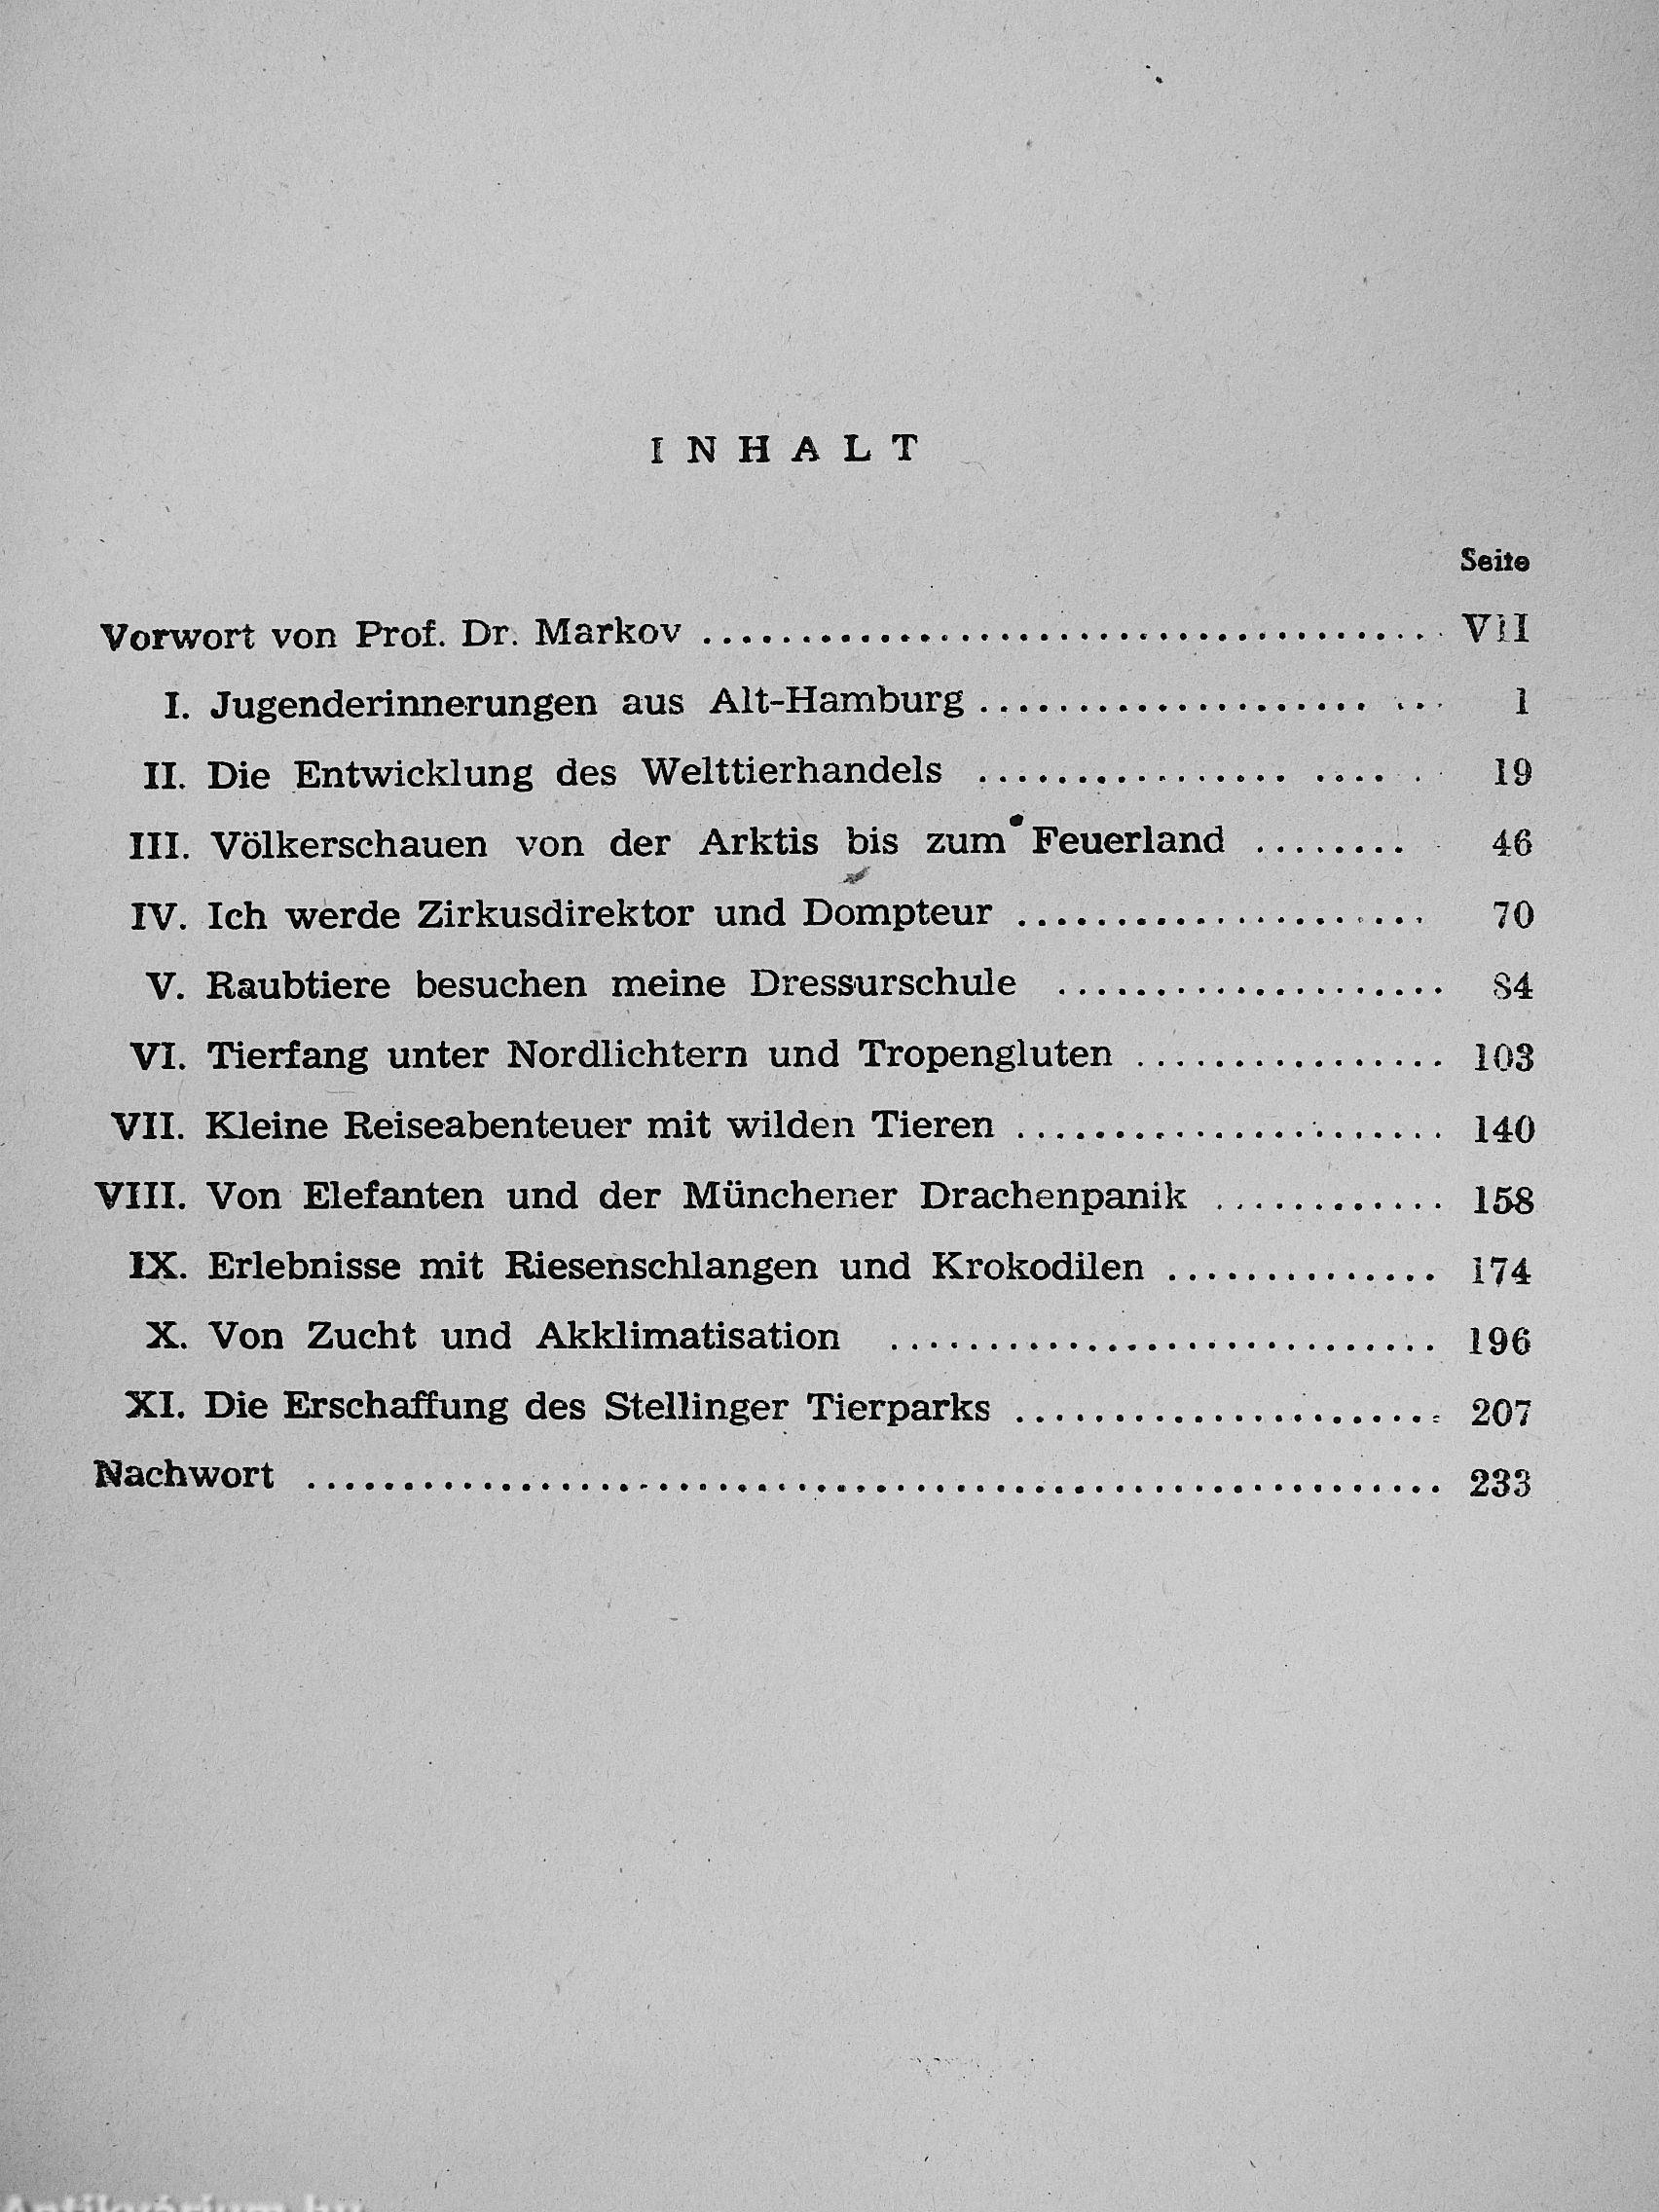 INHALT
Seite
Vorwort von Prof. Dr. Markov ..................................... VII
I. Jugenderinnerungen aus Alt-Hamburg ....................... 1
II. Die Entwicklung des Welttierhandels ...................... 19
III. Völkerschauen von der Arktis bis zum Feuerland ......... 46
IV. Ich werde Zirkusdirektor und Dompteur ..................... 70
V. Raubtiere besuchen meine Dressurschule .................... 84
VI. Tierfang unter Nordlichtern und Tropengluten ................ 103
VII. Kleine Reiseabenteuer mit wilden Tieren ...................... 140
VIII. Von Elefanten und der Münchener Drachenpanik ............ 158
IX. Erlebnisse mit Riesenschlangen und Krokodilen .............. 174
X. Von Zucht und Akklimatisation ............................ 196
XI. Die Erschaffung des Stellinger Tierparks ...................... 207
Nachwort .......................................................... 233